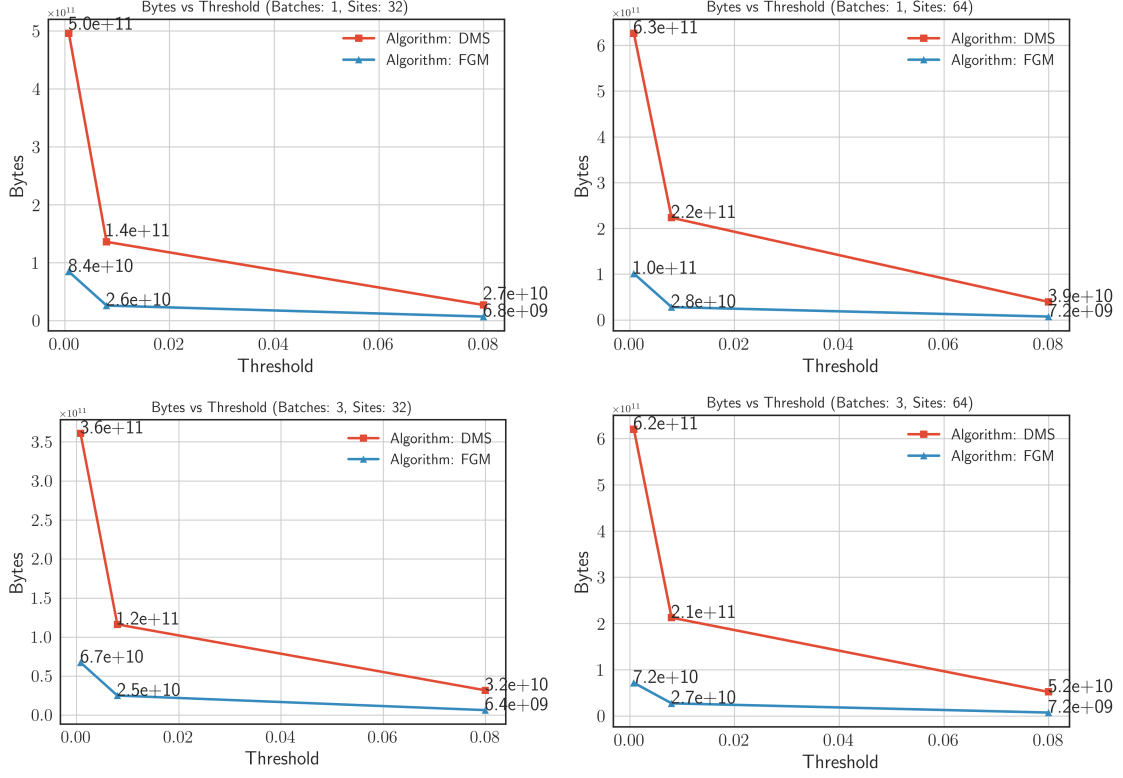 Bytes vs Threshold (Batches: 1, Sites: 32)
×10¹¹
5.0e+11
Algorithm: DMS
Algorithm: FGM
5
4
3
2
1
0
Bytes
1.4e+11
8.4e+10
2.6e+10
2.7e+10
6.8e+09
0.00 0.02 0.04 0.06 0.08
Threshold
Bytes vs Threshold (Batches: 1, Sites: 64)
×10¹¹
6.3e+11
Algorithm: DMS
Algorithm: FGM
6
5
4
3
2
1
0
Bytes
2.2e+11
1.0e+11
2.8e+10
3.9e+10
7.2e+09
0.00 0.02 0.04 0.06 0.08
Threshold
Bytes vs Threshold (Batches: 3, Sites: 32)
×10¹¹
3.6e+11
Algorithm: DMS
Algorithm: FGM
3.5
3.0
2.5
2.0
1.5
1.0
0.5
0.0
Bytes
1.2e+11
6.7e+10
2.5e+10
3.2e+10
6.4e+09
0.00 0.02 0.04 0.06 0.08
Threshold
Bytes vs Threshold (Batches: 3, Sites: 64)
×10¹¹
6.2e+11
Algorithm: DMS
Algorithm: FGM
6
5
4
3
2
1
0
Bytes
2.1e+11
7.2e+10
2.7e+10
5.2e+10
7.2e+09
0.00 0.02 0.04 0.06 0.08
Threshold